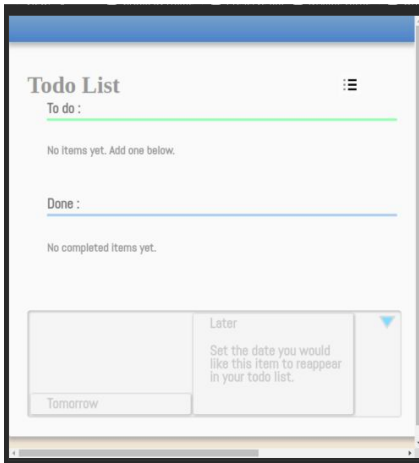 Todo List
To do :
No items yet. Add one below.
Done :
No completed items yet.
Later
Set the date you would
like this item to reappear
in your todo list.
Tomorrow